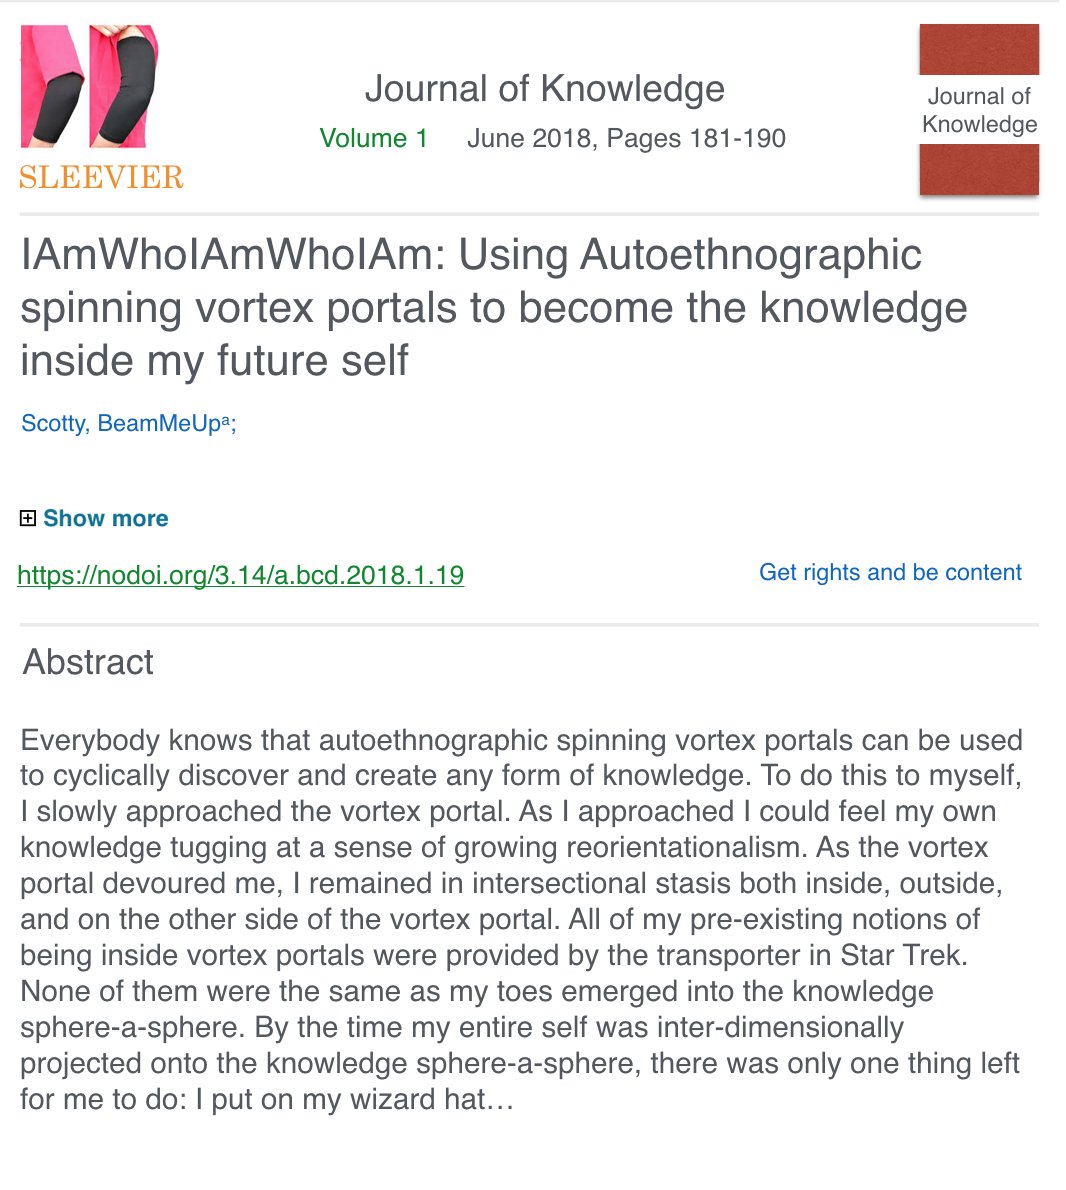 Journal of Knowledge
Volume 1 June 2018, Pages 181-190
Journal of
Knowledge
SLEEVIER
IAmWhoIAmWhoIAm: Using Autoethnographic
spinning vortex portals to become the knowledge
inside my future self
Scotty, BeamMeUpᵃ;
Show more
https://nodoi.org/3.14/a.bcd.2018.1.19
Get rights and be content
Abstract
Everybody knows that autoethnographic spinning vortex portals can be used
to cyclically discover and create any form of knowledge. To do this to myself,
I slowly approached the vortex portal. As I approached I could feel my own
knowledge tugging at a sense of growing reorientationalism. As the vortex
portal devoured me, I remained in intersectional stasis both inside, outside,
and on the other side of the vortex portal. All of my pre-existing notions of
being inside vortex portals were provided by the transporter in Star Trek.
None of them were the same as my toes emerged into the knowledge
sphere-a-sphere. By the time my entire self was inter-dimensionally
projected onto the knowledge sphere-a-sphere, there was only one thing left
for me to do: I put on my wizard hat…